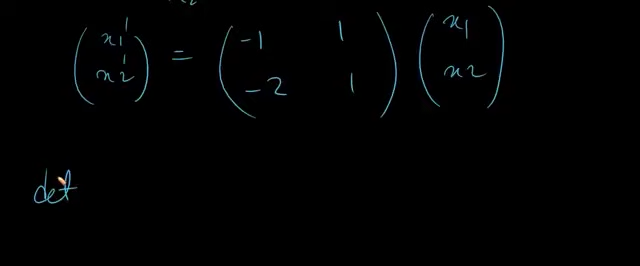 (x1' x2') = (-1 1 -2 1) (x1 x2)
det